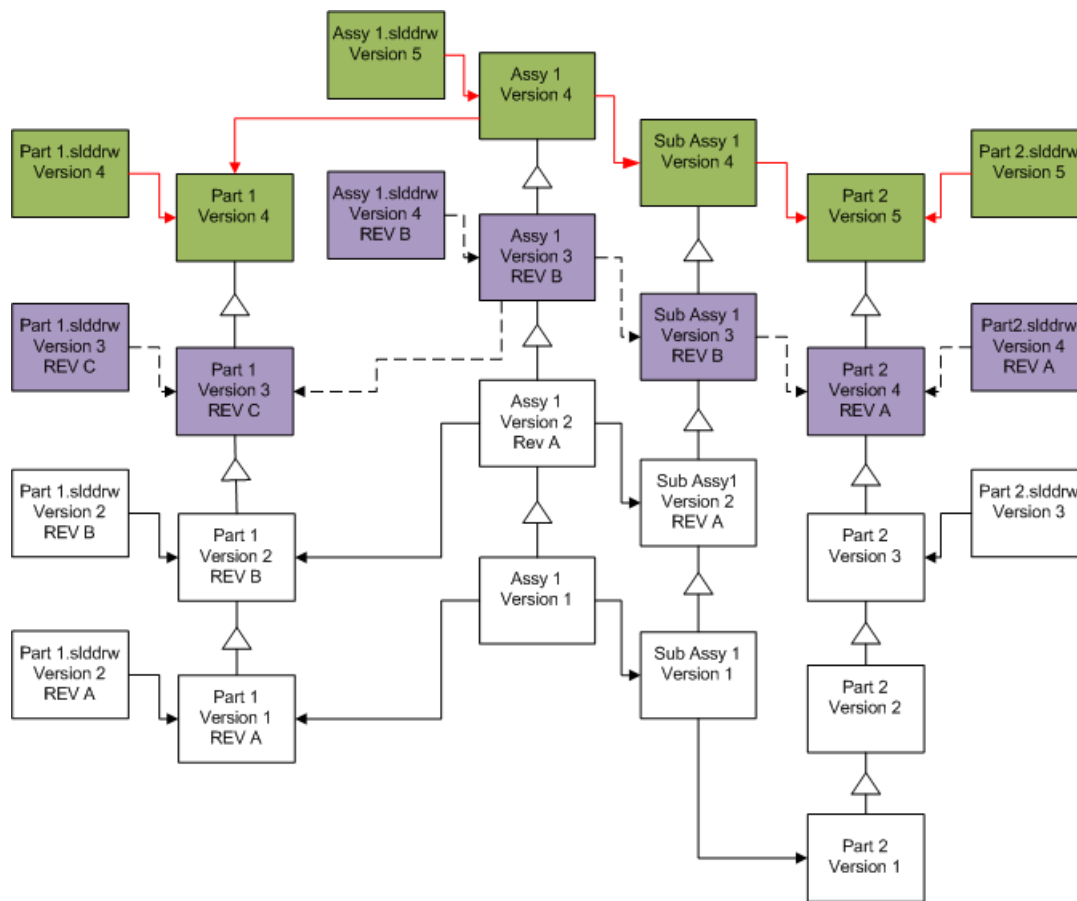 Assy 1.slddrw
Version 5
Assy 1
Version 4
Part 1.slddrw
Version 4
Sub Assy 1
Version 4
Part 2.slddrw
Version 5
Part 1
Version 4
Assy 1.slddrw
Version 4
REV B
Part 2
Version 5
Assy 1
Version 3
REV B
Part 1.slddrw
Version 3
REV C
Sub Assy 1
Version 3
REV B
Part2.slddrw
Version 4
REV A
Part 1
Version 3
REV C
Part 2
Version 4
REV A
Assy 1
Version 2
Rev A
Part 1.slddrw
Version 2
REV B
Sub Assy1
Version 2
REV A
Part 2.slddrw
Version 3
Part 1
Version 2
REV B
Part 2
Version 3
Assy 1
Version 1
Part 1.slddrw
Version 2
REV A
Sub Assy 1
Version 1
Part 1
Version 1
REV A
Part 2
Version 2
Part 2
Version 1